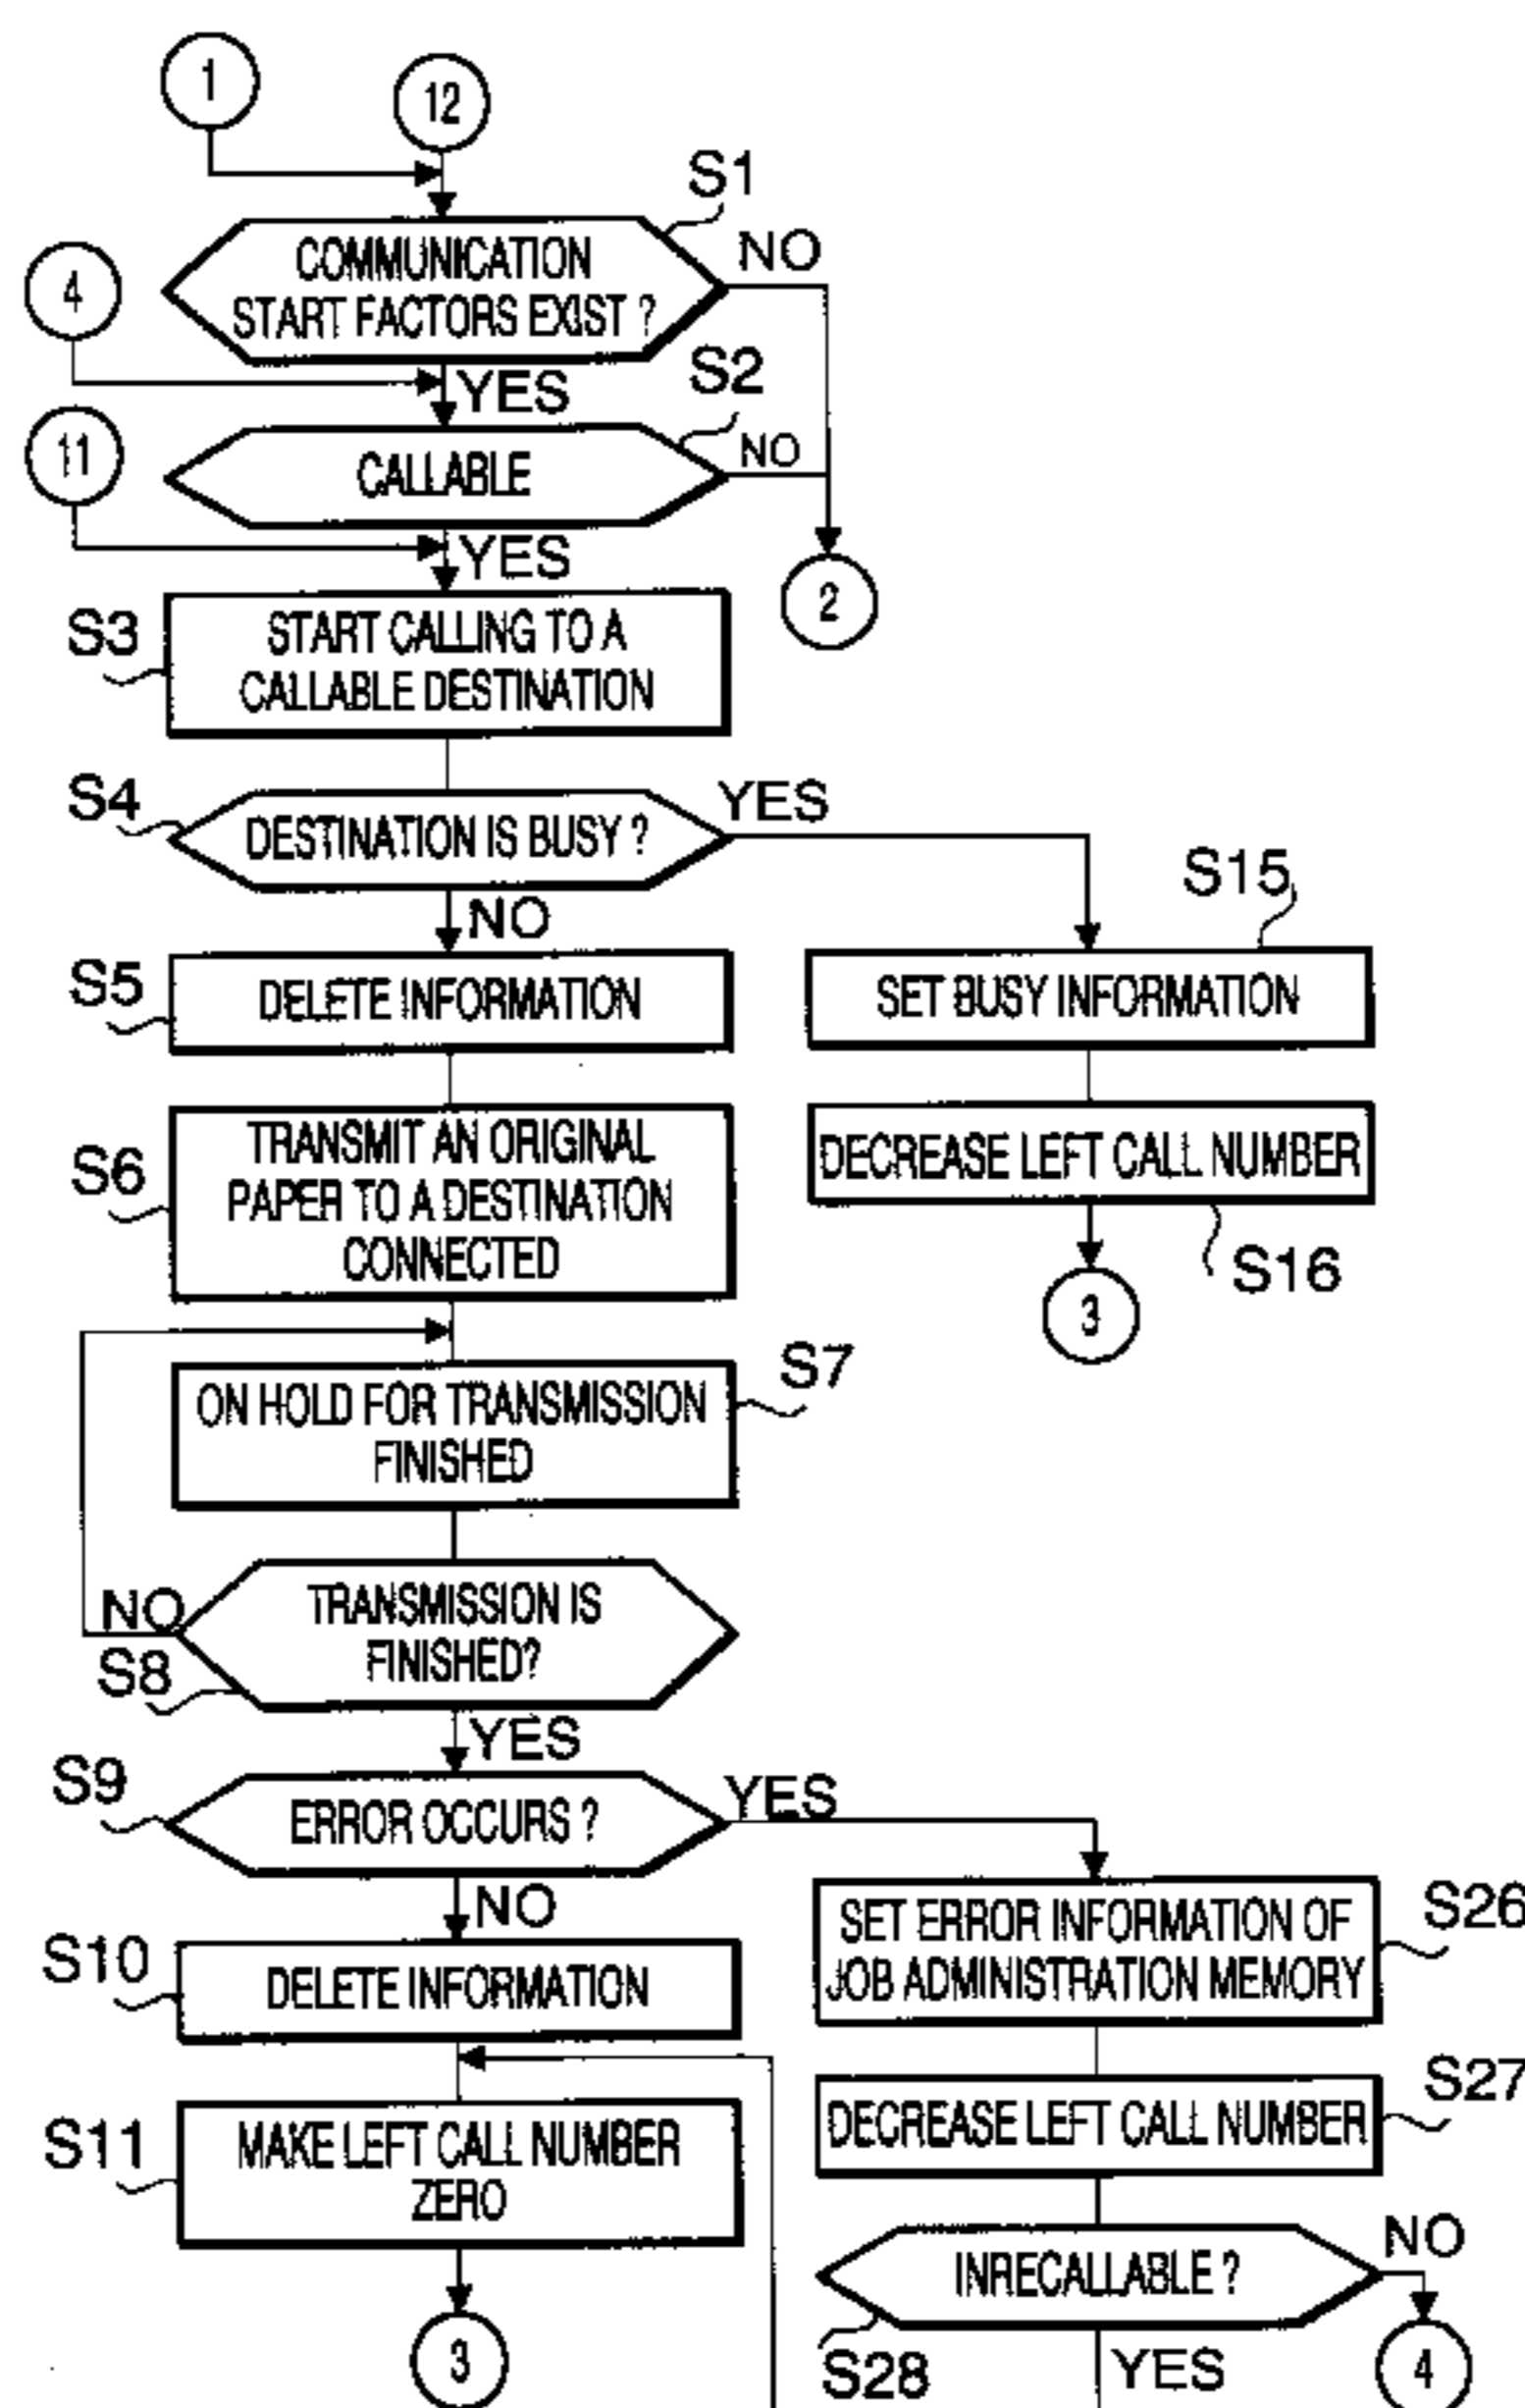 1
12
S1
COMMUNICATION
START FACTORS EXIST ?
NO
4
YES
S2
11
CALLABLE
NO
YES
2
S3
START CALLING TO A
CALLABLE DESTINATION
S4
DESTINATION IS BUSY ?
YES
NO
S15
S5
DELETE INFORMATION
SET BUSY INFORMATION
S6
TRANSMIT AN ORIGINAL
PAPER TO A DESTINATION
CONNECTED
DECREASE LEFT CALL NUMBER
S16
3
S7
ON HOLD FOR TRANSMISSION
FINISHED
NO
S8
TRANSMISSION IS
FINISHED?
YES
S9
ERROR OCCURS ?
YES
NO
S26
SET ERROR INFORMATION OF
JOB ADMINISTRATION MEMORY
S10
DELETE INFORMATION
S27
DECREASE LEFT CALL NUMBER
S11
MAKE LEFT CALL NUMBER
ZERO
INRECALLABLE ?
NO
S28
YES
4
3